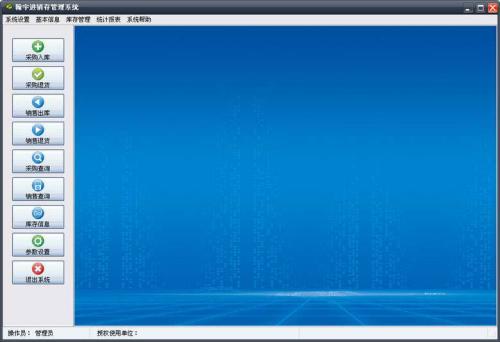 翰宇进销存管理系统
系统设置 基本信息 库存管理 统计报表 系统帮助
采购入库
采购退货
销售出库
销售退货
采购查询
销售查询
库存信息
参数设置
退出系统
操作员： 管理员 授权使用单位：